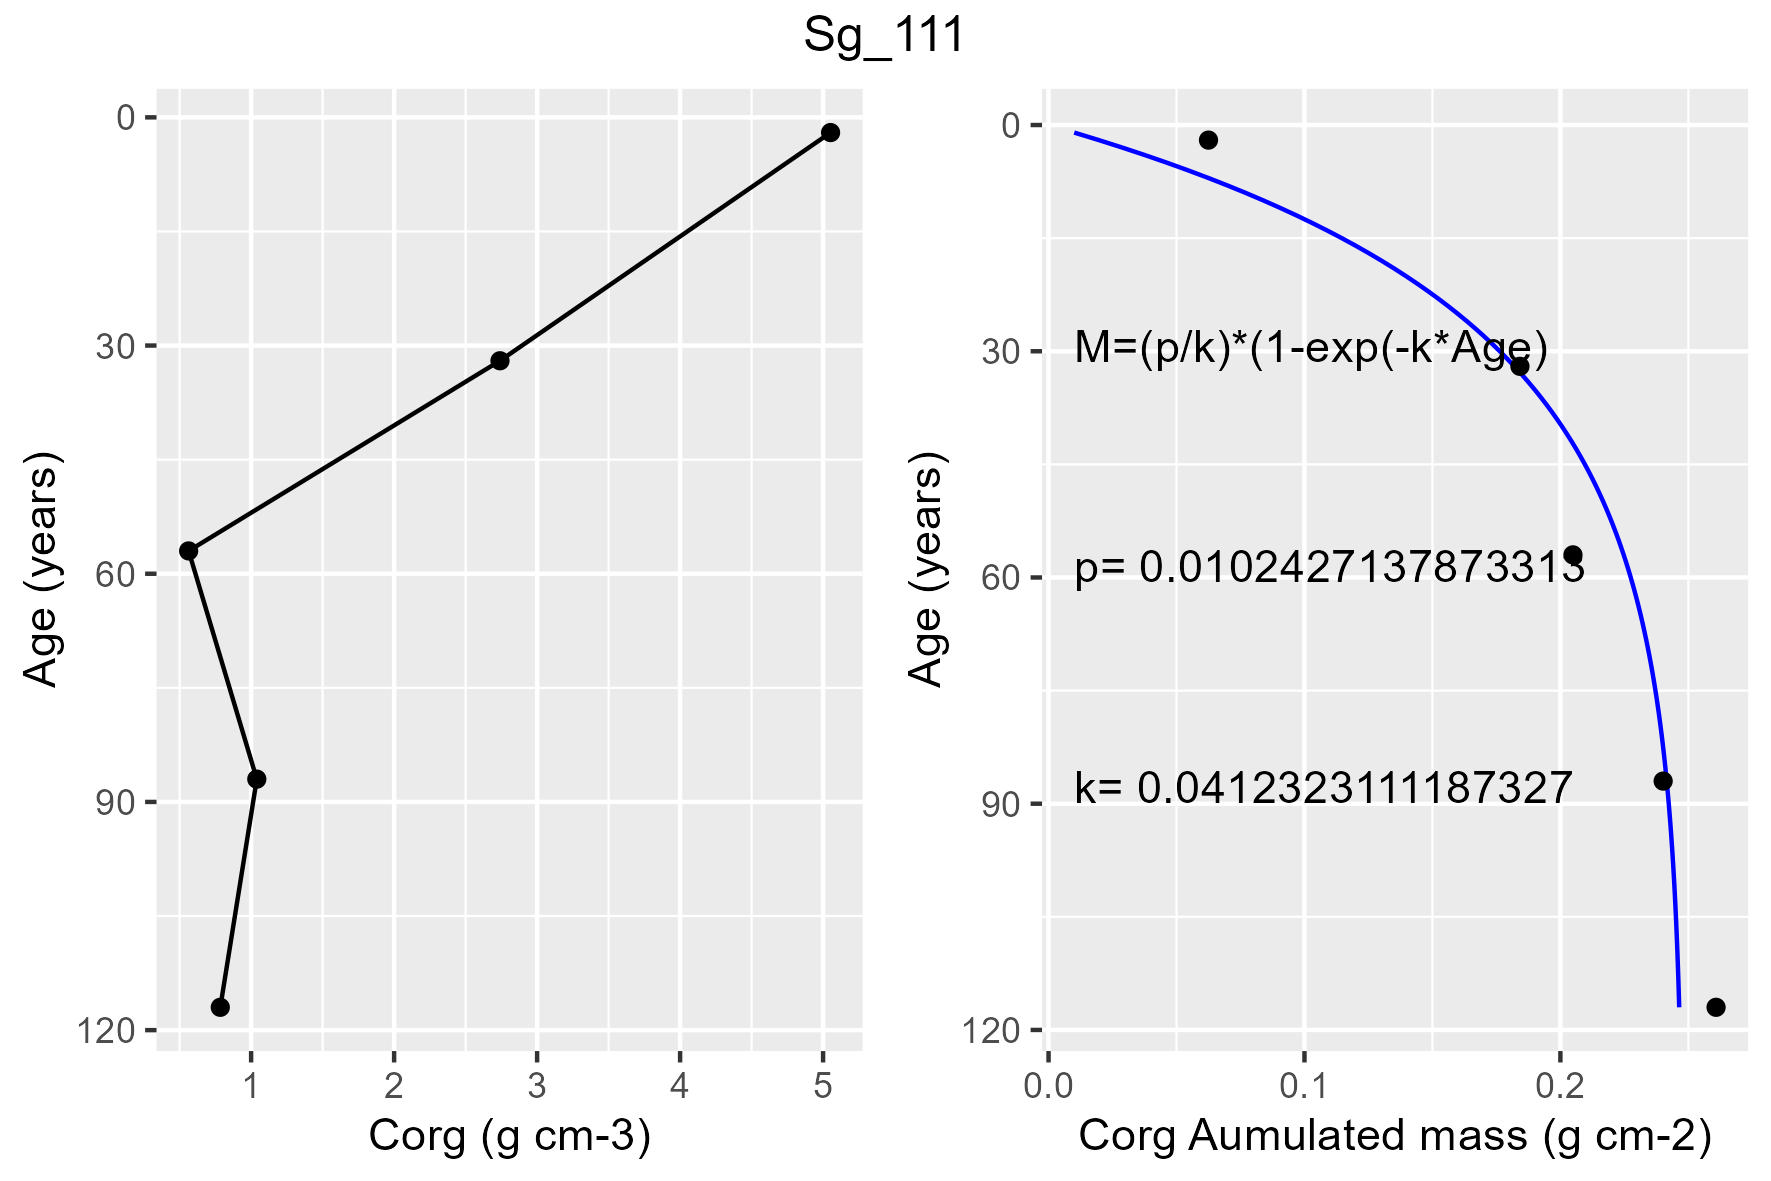 Sg_111
0
30
60
90
120
Age (years)
1 2 3 4 5
Corg (g cm-3)
0
30
60
90
120
Age (years)
M=(p/k)*(1-exp(-k*Age)
p= 0.0102427137873313
k= 0.0412323111187327
0.0 0.1 0.2
Corg Aumulated mass (g cm-2)